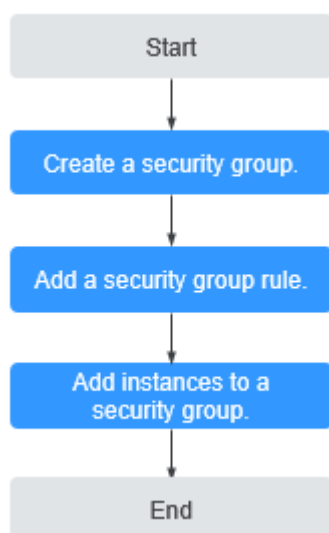 Start
Create a security group.
Add a security group rule.
Add instances to a
security group.
End